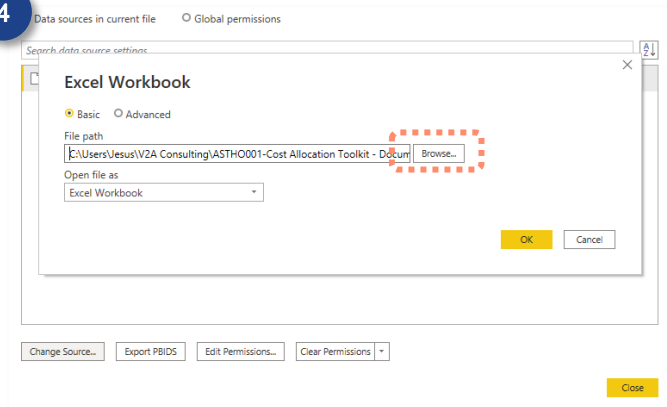 4
Data sources in current file Global permissions
Search data source settings
Excel Workbook
Basic Advanced
File path
C:\Users\Jesus\V2A Consulting\ASTHO001-Cost Allocation Toolkit - Docum Browse...
Open file as
Excel Workbook
OK Cancel
Change Source... Export PBIDS Edit Permissions... Clear Permissions
Close